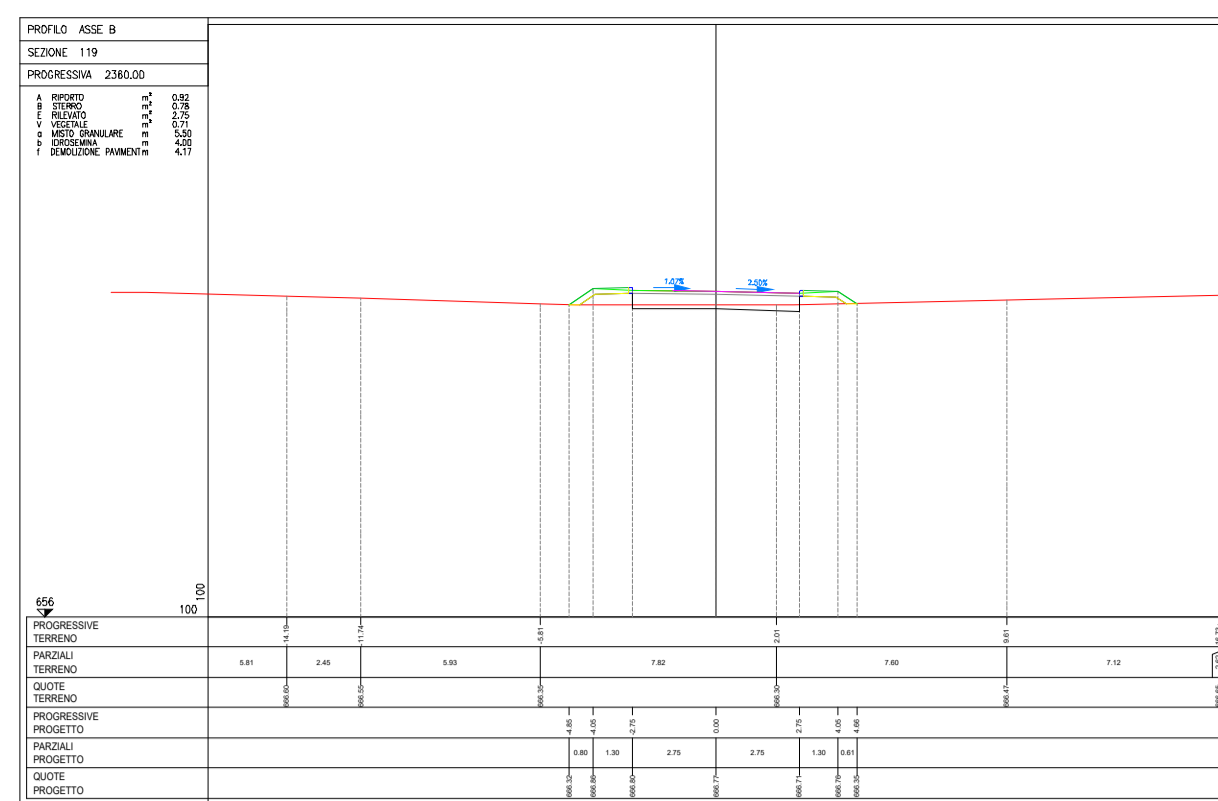 PROFILO ASSE B
SEZIONE 119
PROGRESSIVA 2360.00
A RIPORTO m² 0.92
B STERRO m² 0.78
E RILEVATO m² 2.75
V VEGETALE m² 0.71
a MISTO GRANULARE m 5.50
b IDROSEMINA m 4.00
f DEMOLIZIONE PAVIMENT m 4.17
1.07% 2.50%
656
100 100
PROGRESSIVE TERRENO
-14.19 -11.74 -5.81 2.01 9.61
PARZIALI TERRENO
5.81 2.45 5.93 7.82 7.60 7.12
QUOTE TERRENO
666.60 666.55 666.35 666.30 666.47
PROGRESSIVE PROGETTO
-4.85 -4.05 -2.75 0.00 2.75 4.05 4.66
PARZIALI PROGETTO
0.80 1.30 2.75 2.75 1.30 0.61
QUOTE PROGETTO
666.32 666.86 666.80 666.77 666.71 666.76 666.35